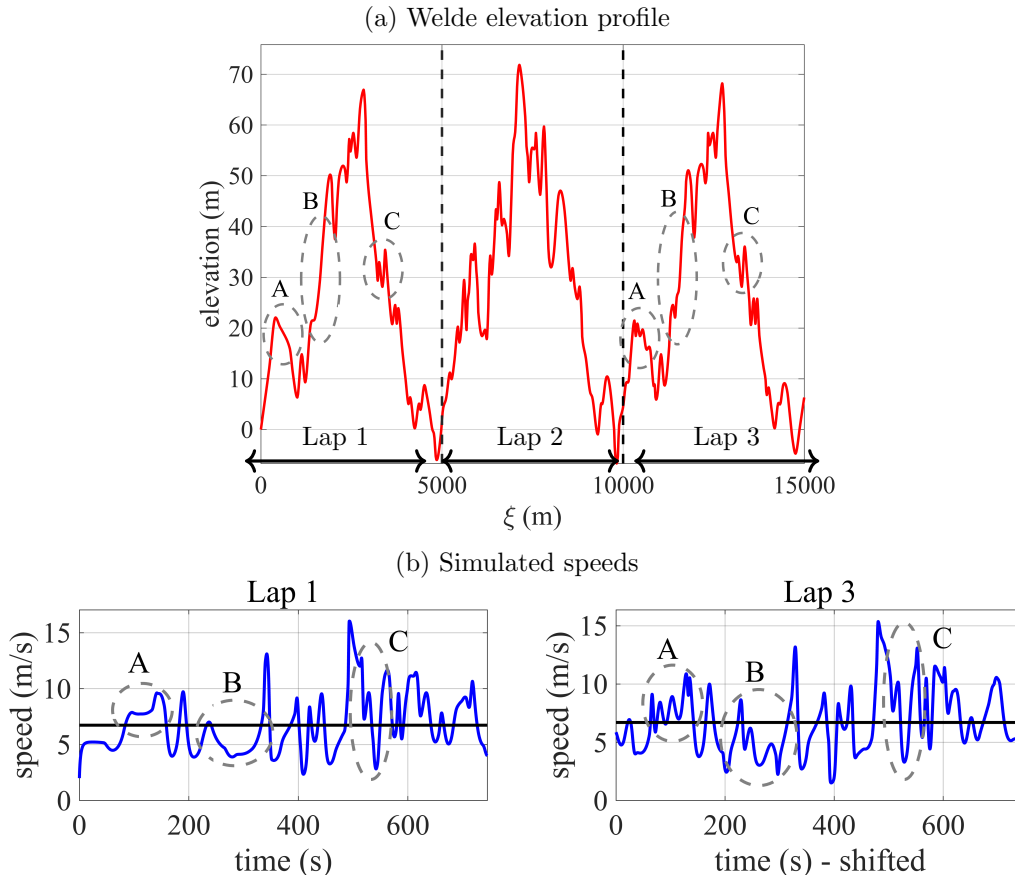 (a) Welde elevation profile
70
60
50
40
30
20
10
0
elevation (m)
A
B
C
A
B
C
Lap 1
Lap 2
Lap 3
0
5000
10000
15000
ξ (m)
(b) Simulated speeds
Lap 1
15
10
5
0
speed (m/s)
A
B
C
0
200
400
600
time (s)
Lap 3
15
10
5
0
speed (m/s)
A
B
C
0
200
400
600
time (s) - shifted